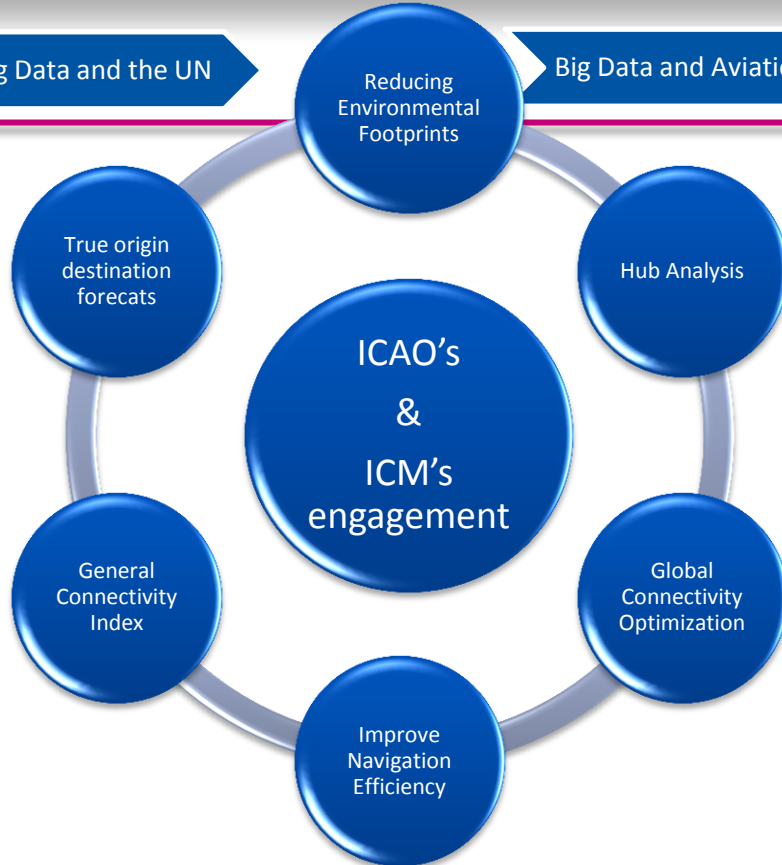 Data and the UN
Big Data and
Reducing
Environmental
Footprints
True origin
destination
forecats
Hub Analysis
ICAO's
&
ICM's
engagement
General
Connectivity
Index
Global
Connectivity
Optimization
Improve
Navigation
Efficiency